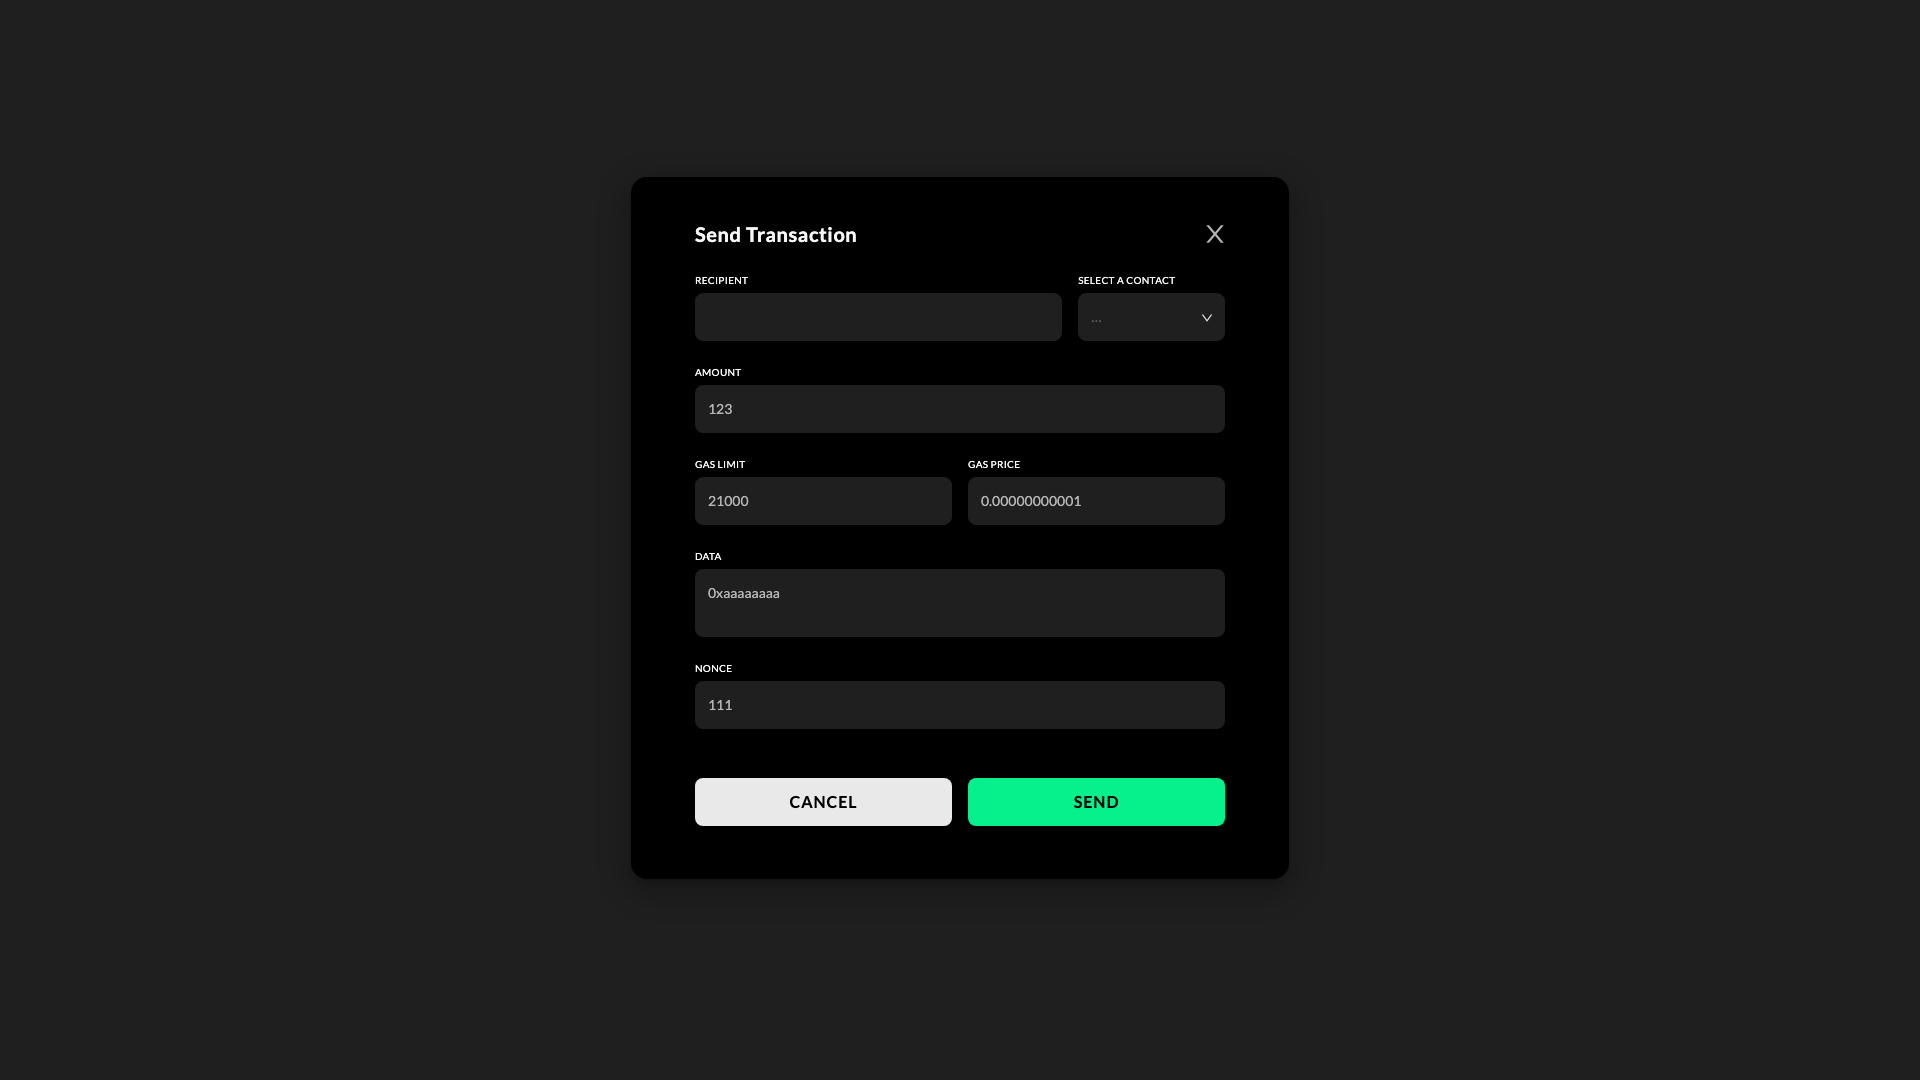 Send Transaction
RECIPIENT
SELECT A CONTACT
...
AMOUNT
123
GAS LIMIT
GAS PRICE
21000
0.00000000001
DATA
0xaaaaaaaa
NONCE
111
CANCEL
SEND